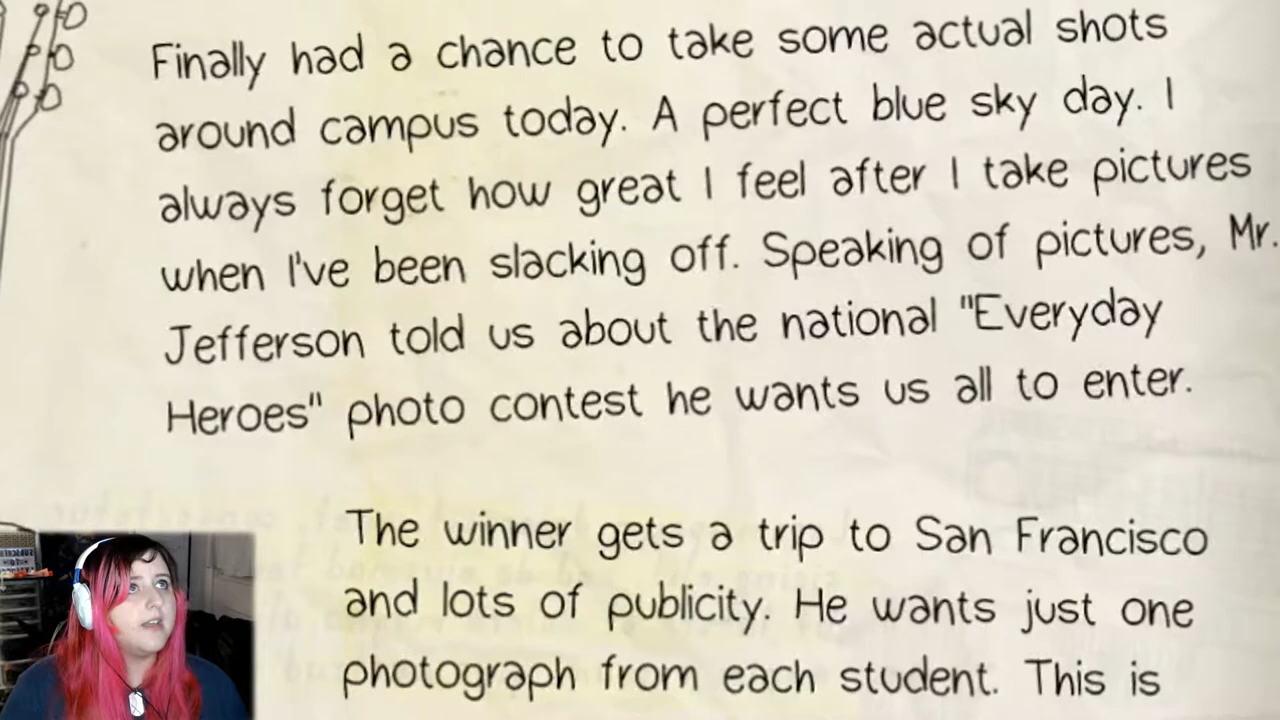 Finally had a chance to take some actual shots
around campus today. A perfect blue sky day. I
always forget how great I feel after I take pictures
when I've been slacking off. Speaking of pictures, Mr.
Jefferson told us about the national "Everyday
Heroes" photo contest he wants us all to enter.
The winner gets a trip to San Francisco
and lots of publicity. He wants just one
photograph from each student. This is